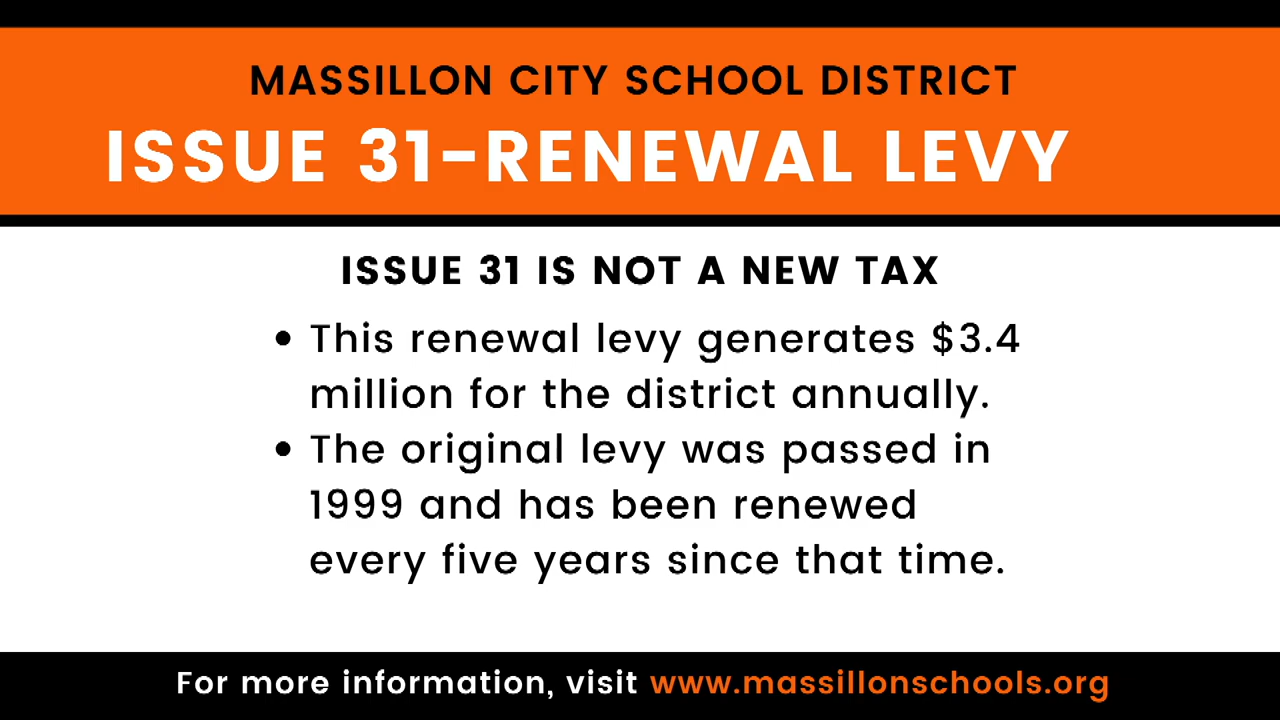 MASSILLON CITY SCHOOL DISTRICT
ISSUE 31-RENEWAL LEVY
ISSUE 31 IS NOT A NEW TAX
• This renewal levy generates $3.4
million for the district annually.
• The original levy was passed in
1999 and has been renewed
every five years since that time.
For more information, visit www.massillonschools.org